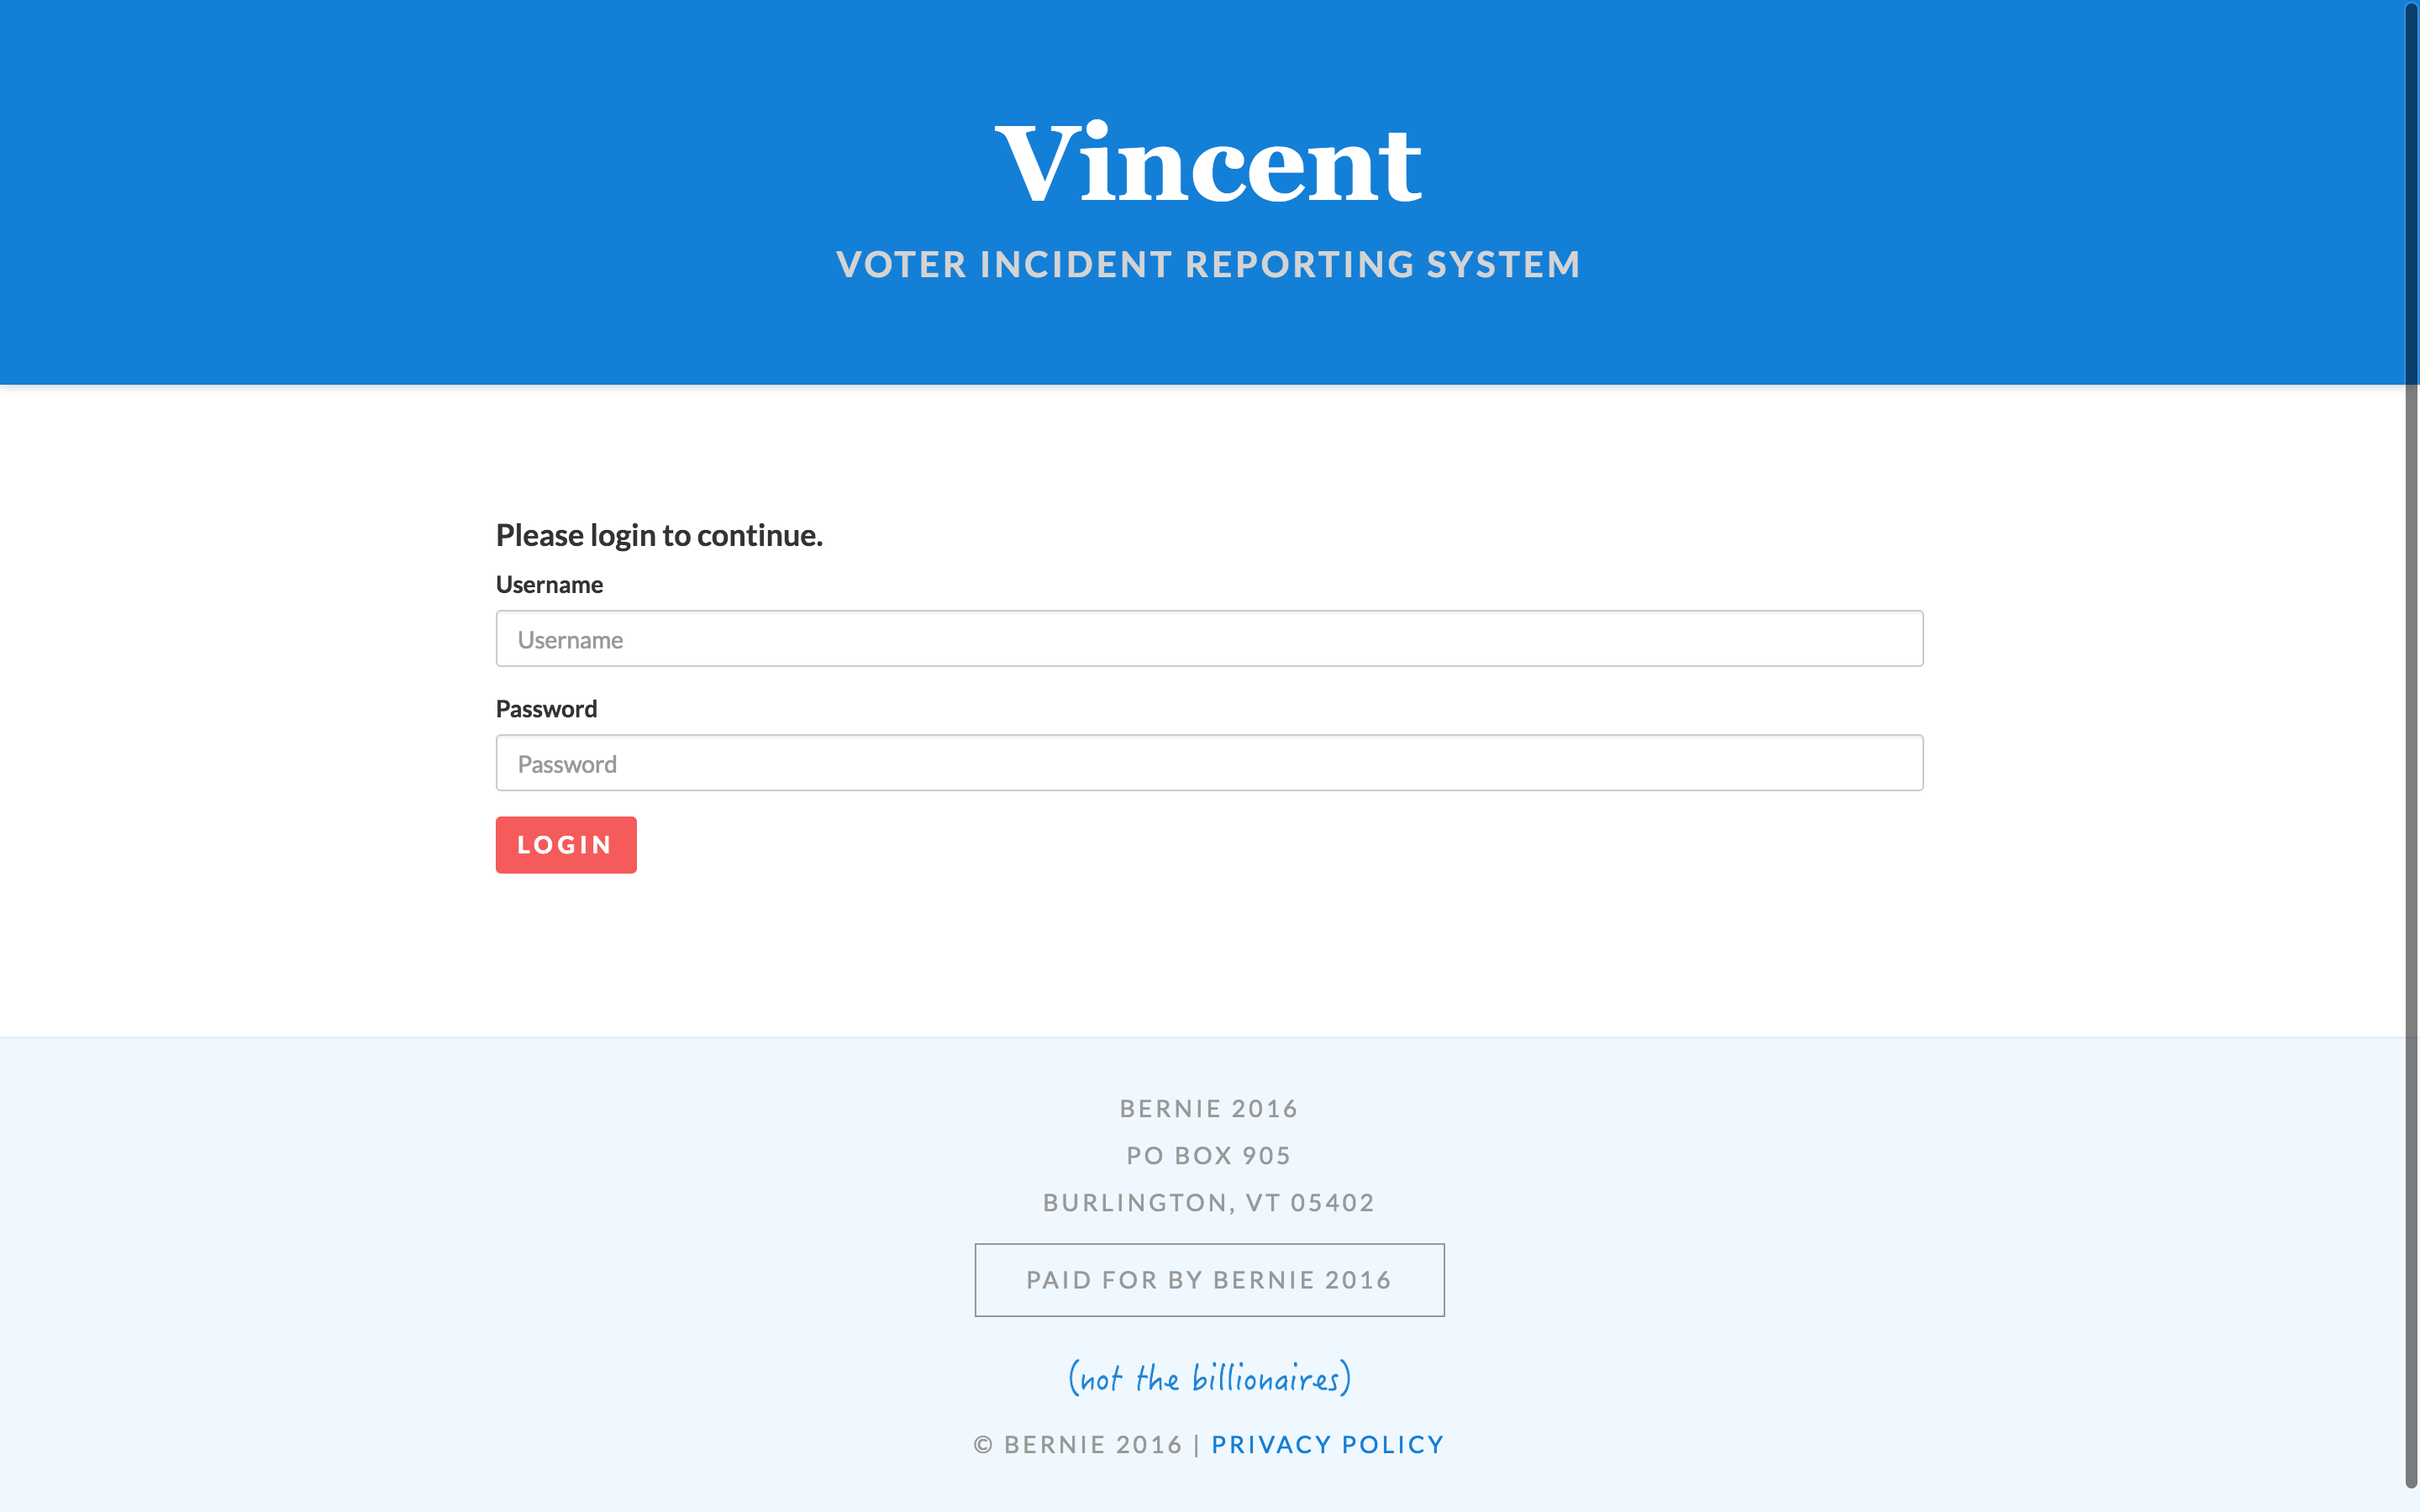 Vincent
VOTER INCIDENT REPORTING SYSTEM
Please login to continue.
Username
Username
Password
Password
LOGIN
BERNIE 2016
PO BOX 905
BURLINGTON, VT 05402
PAID FOR BY BERNIE 2016
(not the billionaires)
© BERNIE 2016 | PRIVACY POLICY